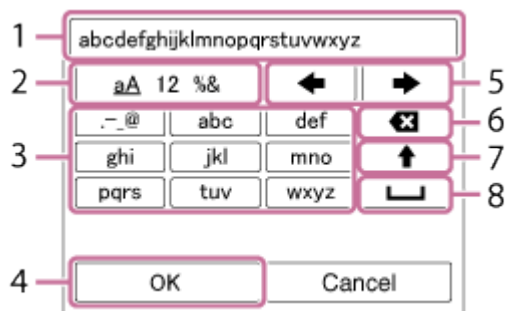 1 abcdefghijklmnopqrstuvwxyz
2 aA 12 %& 5
.-_@ abc def 6
3 ghi jkl mno 7
pqrs tuv wxyz 8
4 OK Cancel